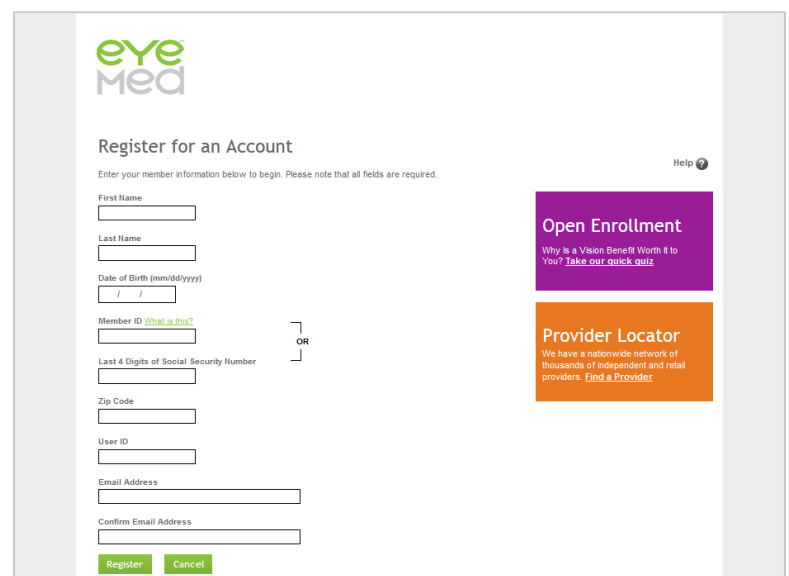 eye
Med
Register for an Account
Help ?
Enter your member information below to begin. Please note that all fields are required.
First Name
Last Name
Date of Birth (mm/dd/yyyy)
/ /
Member ID What is this?
OR
Last 4 Digits of Social Security Number
Zip Code
User ID
Email Address
Confirm Email Address
Register
Cancel
Open Enrollment
Why Is a Vision Benefit Worth It to
You? Take our quick quiz
Provider Locator
We have a nationwide network of
thousands of independent and retail
providers. Find a Provider